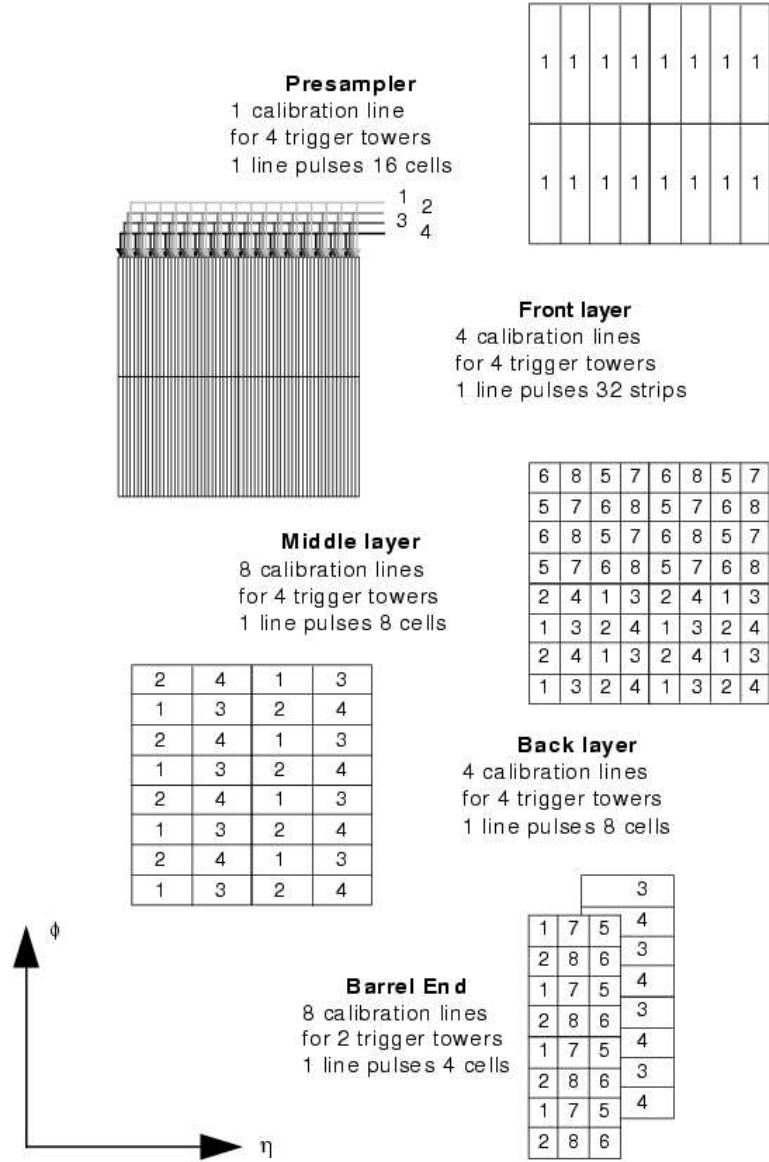 1 1 1 1 1 1 1 1
Presampler
1 calibration line
for 4 trigger towers
1 line pulses 16 cells
1 1 1 1 1 1 1 1
1
2
3
4
Front layer
4 calibration lines
for 4 trigger towers
1 line pulses 32 strips
6 8 5 7 6 8 5 7
5 7 6 8 5 7 6 8
6 8 5 7 6 8 5 7
5 7 6 8 5 7 6 8
2 4 1 3 2 4 1 3
1 3 2 4 1 3 2 4
2 4 1 3 2 4 1 3
1 3 2 4 1 3 2 4
Middle layer
8 calibration lines
for 4 trigger towers
1 line pulses 8 cells
2 4 1 3
1 3 2 4
2 4 1 3
1 3 2 4
2 4 1 3
1 3 2 4
2 4 1 3
1 3 2 4
Back layer
4 calibration lines
for 4 trigger towers
1 line pulses 8 cells
3
4
3
4
3
4
3
4
1 7 5
2 8 6
1 7 5
2 8 6
1 7 5
2 8 6
1 7 5
2 8 6
Barrel End
8 calibration lines
for 2 trigger towers
1 line pulses 4 cells
ϕ
η